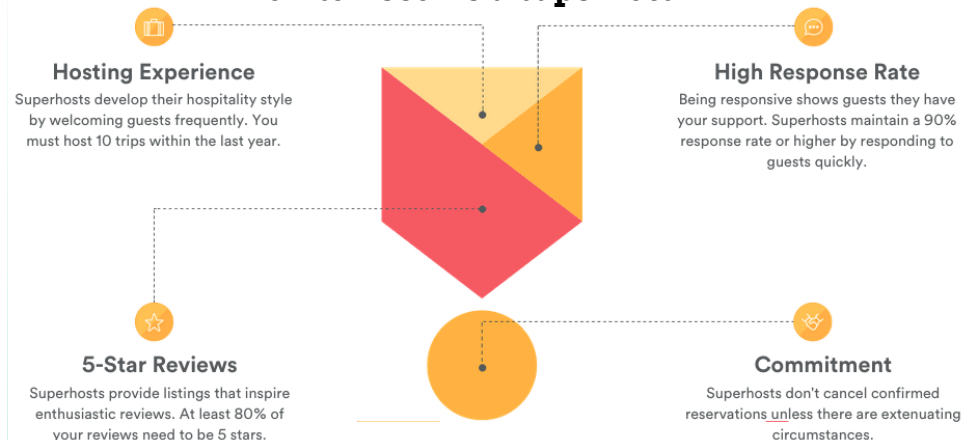 Hosting Experience
Superhosts develop their hospitality style
by welcoming guests frequently. You
must host 10 trips within the last year.
High Response Rate
Being responsive shows guests they have
your support. Superhosts maintain a 90%
response rate or higher by responding to
guests quickly.
5-Star Reviews
Superhosts provide listings that inspire
enthusiastic reviews. At least 80% of
your reviews need to be 5 stars.
Commitment
Superhosts don't cancel confirmed
reservations unless there are extenuating
circumstances.